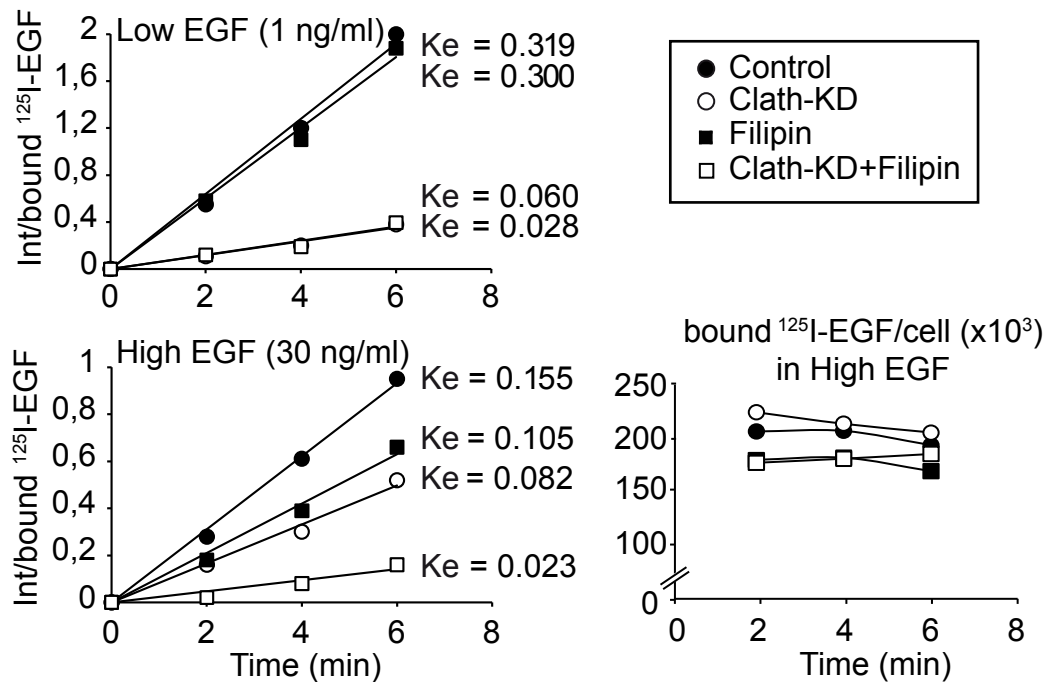 Low EGF (1 ng/ml)
Int/bound ¹²⁵I-EGF
2
1,6
1,2
0,8
0,4
0
0 2 4 6 8
Ke = 0.319
Ke = 0.300
Ke = 0.060
Ke = 0.028
Control
Clath-KD
Filipin
Clath-KD+Filipin
High EGF (30 ng/ml)
Int/bound ¹²⁵I-EGF
1
0,8
0,6
0,4
0,2
0
0 2 4 6 8
Time (min)
Ke = 0.155
Ke = 0.105
Ke = 0.082
Ke = 0.023
bound ¹²⁵I-EGF/cell (x10³)
in High EGF
250
200
150
100
0
0 2 4 6 8
Time (min)